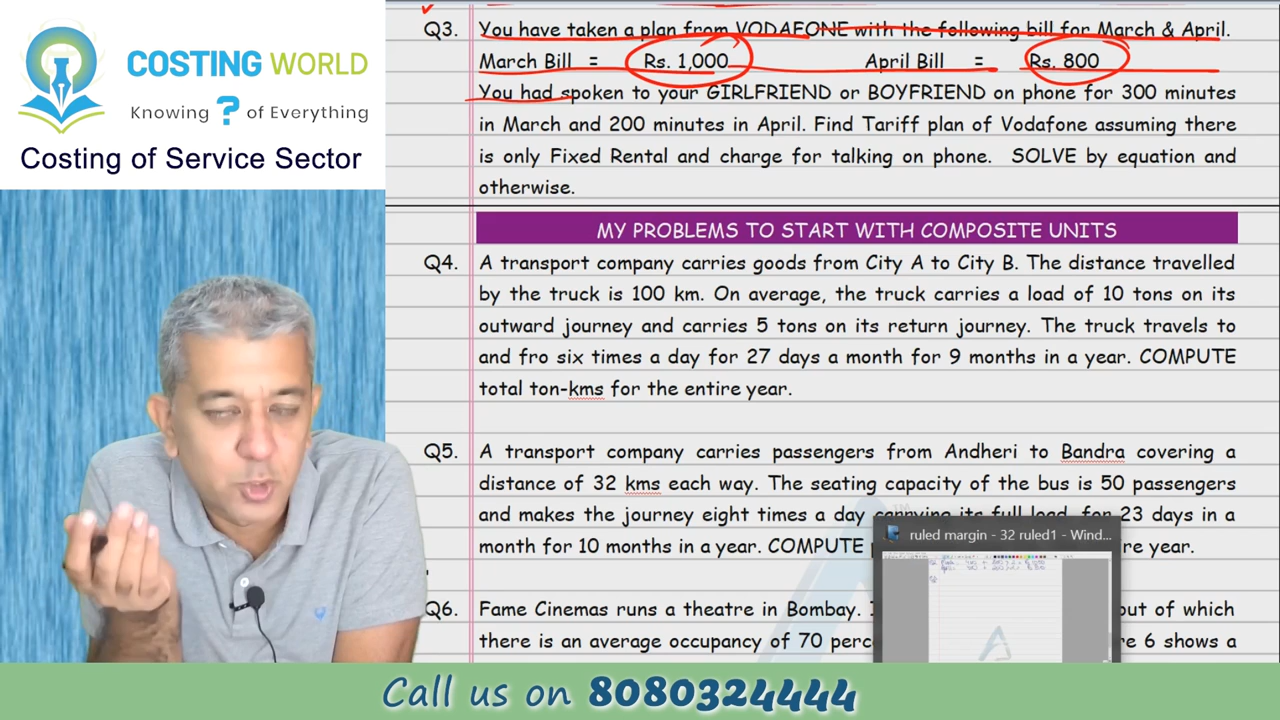 COSTING WORLD
Knowing ? of Everything
Costing of Service Sector
Q3. You have taken a plan from VODAFONE with the following bill for March & April.
March Bill = Rs. 1,000 April Bill = Rs. 800
You had spoken to your GIRLFRIEND or BOYFRIEND on phone for 300 minutes
in March and 200 minutes in April. Find Tariff plan of Vodafone assuming there
is only Fixed Rental and charge for talking on phone. SOLVE by equation and
otherwise.
MY PROBLEMS TO START WITH COMPOSITE UNITS
Q4. A transport company carries goods from City A to City B. The distance travelled
by the truck is 100 km. On average, the truck carries a load of 10 tons on its
outward journey and carries 5 tons on its return journey. The truck travels to
and fro six times a day for 27 days a month for 9 months in a year. COMPUTE
total ton-kms for the entire year.
Q5. A transport company carries passengers from Andheri to Bandra covering a
distance of 32 kms each way. The seating capacity of the bus is 50 passengers
and makes the journey eight times a day carrying its full load for 23 days in a
month for 10 months in a year. COMPUTE year.
ruled margin - 32 ruled1 - Wind...
Q6. Fame Cinemas runs a theatre in Bombay. out of which
there is an average occupancy of 70 6 shows a
Call us on 8080324444